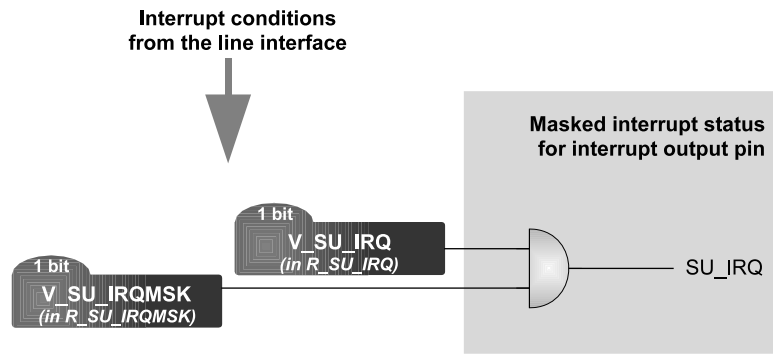 Interrupt conditions
from the line interface
Masked interrupt status
for interrupt output pin
1 bit
V_SU_IRQ
(in R_SU_IRQ)
SU_IRQ
1 bit
V_SU_IRQMSK
(in R_SU_IRQMSK)